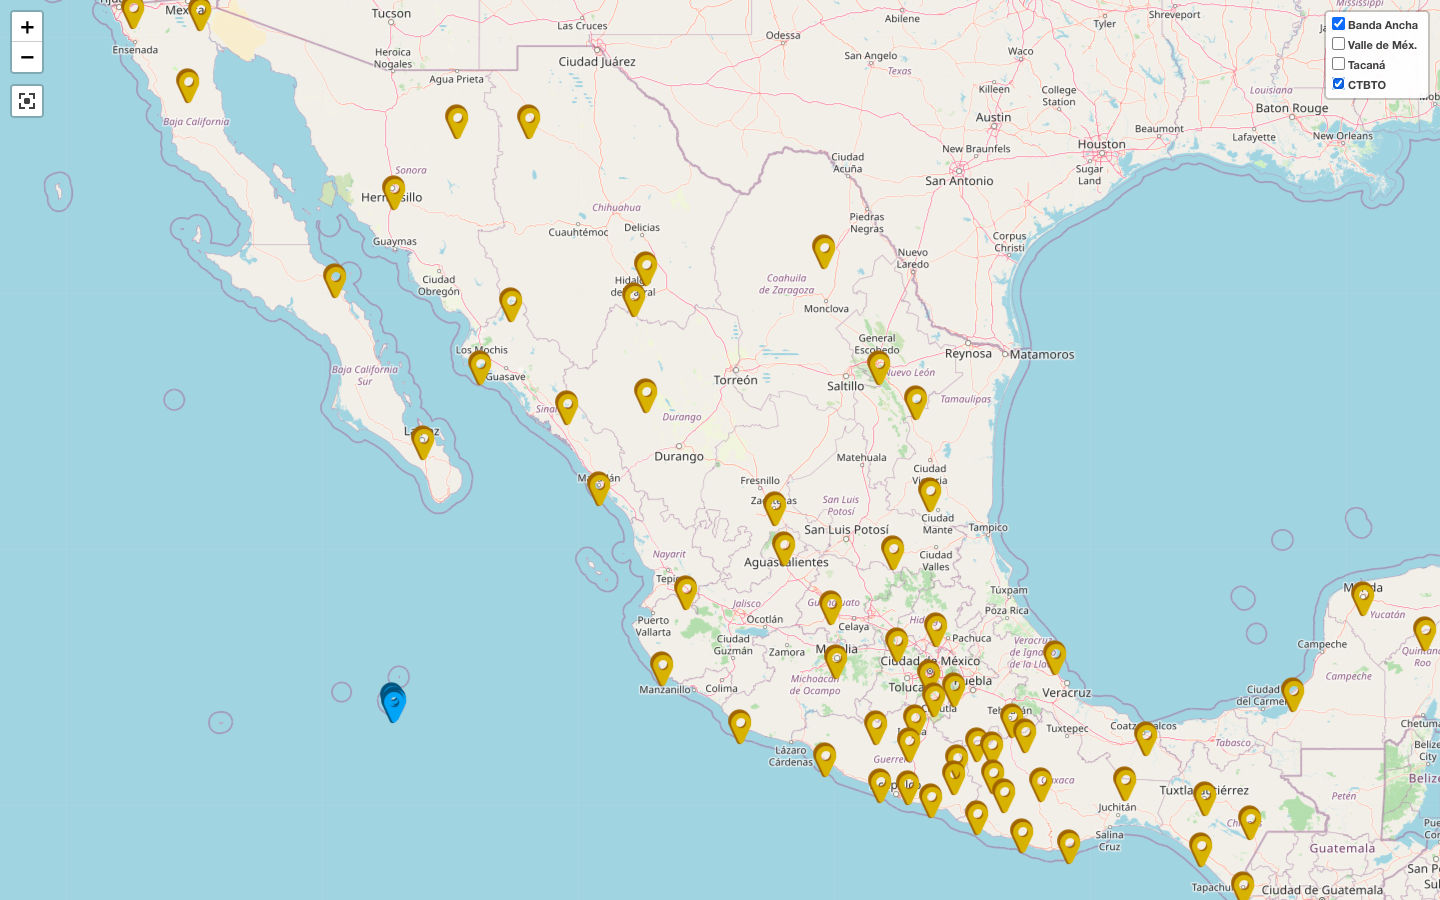 +
−
Banda Ancha
Valle de Méx.
Tacaná
CTBTO
Tucson
Las Cruces
Abilene
Tyler
Shreveport
Mississippi
Ensenada
Heroica
Nogales
Agua Prieta
Ciudad Juárez
Odessa
San Angelo
Texas
Waco
Killeen
College
Station
Louisiana
Baton Rouge
Baja California
Austin
Beaumont
Lafayette
New Orleans
New Braunfels
Houston
Sonora
Ciudad
Acuña
San Antonio
Sugar
Land
Chihuahua
Cuauhtémoc
Delicias
Piedras
Negras
Guaymas
Corpus
Christi
Nuevo
Laredo
Ciudad
Obregón
Coahuila
de Zaragoza
Monclova
General
Escobedo
Reynosa
Matamoros
Los Mochis
Guasave
Baja California
Sur
Torreón
Saltillo
Nuevo León
Tamaulipas
Durango
Durango
Matehuala
Fresnillo
San Luis
Potosí
San Luis Potosí
Ciudad
Mante
Tampico
Nayarit
Aguascalientes
Ciudad
Valles
Túxpam
Poza Rica
Jalisco
Ocotlán
Puerto
Vallarta
Celaya
Pachuca
Ciudad
Guzmán
Zamora
Ciudad de México
Campeche
Yucatán
Quintana
Roo
Campeche
Michoacán
de Ocampo
Manzanillo
Colima
Toluca
Veracruz
Tuxtepec
Tabasco
Lázaro
Cárdenas
Juchitán
Salina
Cruz
Petén
Belize
City
Guatemala
Ciudad de Guatemala